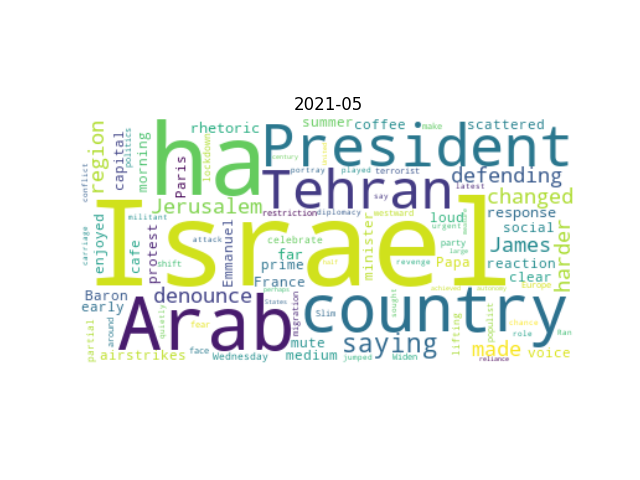 2021-05
region
capital
politics
morning
rhetoric
lockdown
Paris
ha
summer
coffee
make
scattered
President
century
portray
played
terrorist
defending
conflict
Tehran
say
latest
changed
Jerusalem
restriction
diplomacy
westward
loud
urgent
response
social
enjoyed
cafe
militant
protest
shift
attack
Emmanuel
celebrate
far
prime
minister
Israel
party
large
James
reaction
clear
harder
carriage
Papa
France
half
revenge
achieved
autonomy
Europe
Baron
early
denounce
perhaps
States
migration
Slim
sought
country
partial
around
quietly
Arab
fear
airstrikes
face
Wednesday
mute
medium
saying
jumped
Widen
lifting
populist
made
reliance
role
Ran
voice